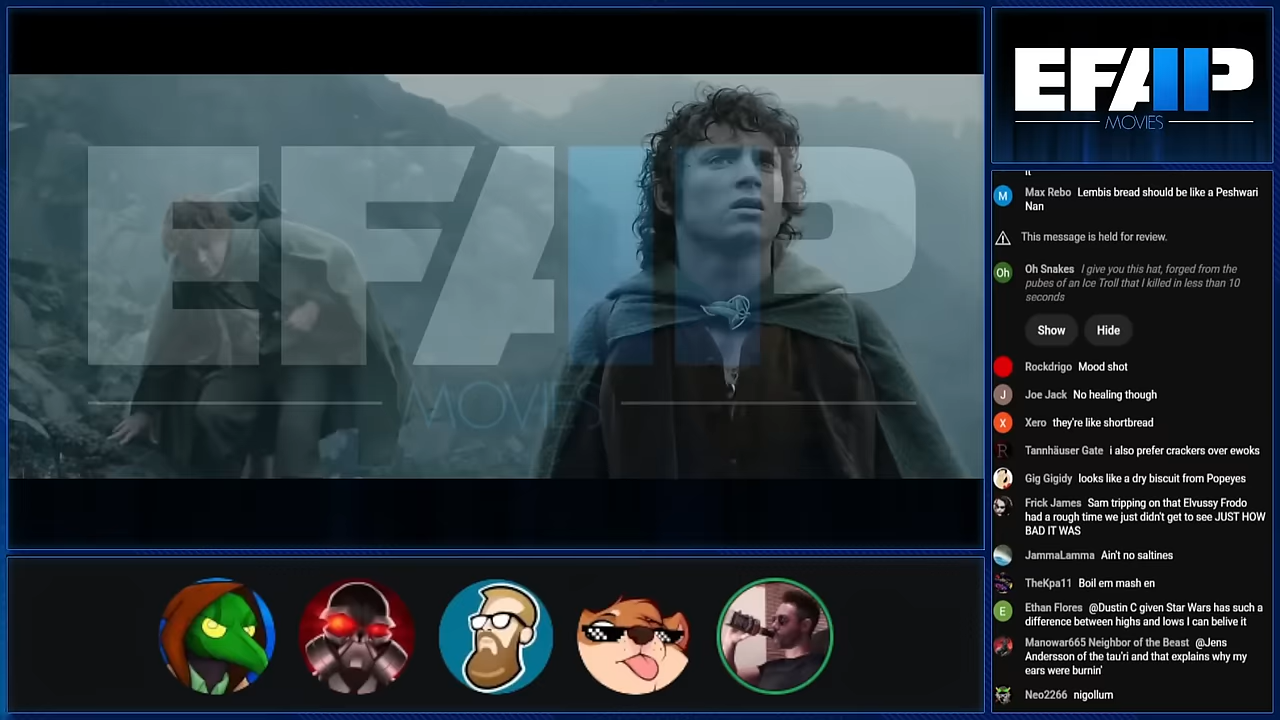 EFAP
MOVIES
EFAP
MOVIES
it
M Max Rebo Lembis bread should be like a Peshwari
Nan
This message is held for review.
Oh Oh Snakes I give you this hat, forged from the
pubes of an Ice Troll that I killed in less than 10
seconds
Show Hide
Rockdrigo Mood shot
J Joe Jack No healing though
X Xero they're like shortbread
R Tannhäuser Gate i also prefer crackers over ewoks
Gig Gigidy looks like a dry biscuit from Popeyes
Frick James Sam tripping on that Elvussy Frodo
had a rough time we just didn't get to see JUST HOW
BAD IT WAS
JammaLamma Ain't no saltines
TheKpa11 Boil em mash en
E Ethan Flores @Dustin C given Star Wars has such a
difference between highs and lows I can belive it
Manowar665 Neighbor of the Beast @Jens
Andersson of the tau'ri and that explains why my
ears were burnin'
Neo2266 nigollum